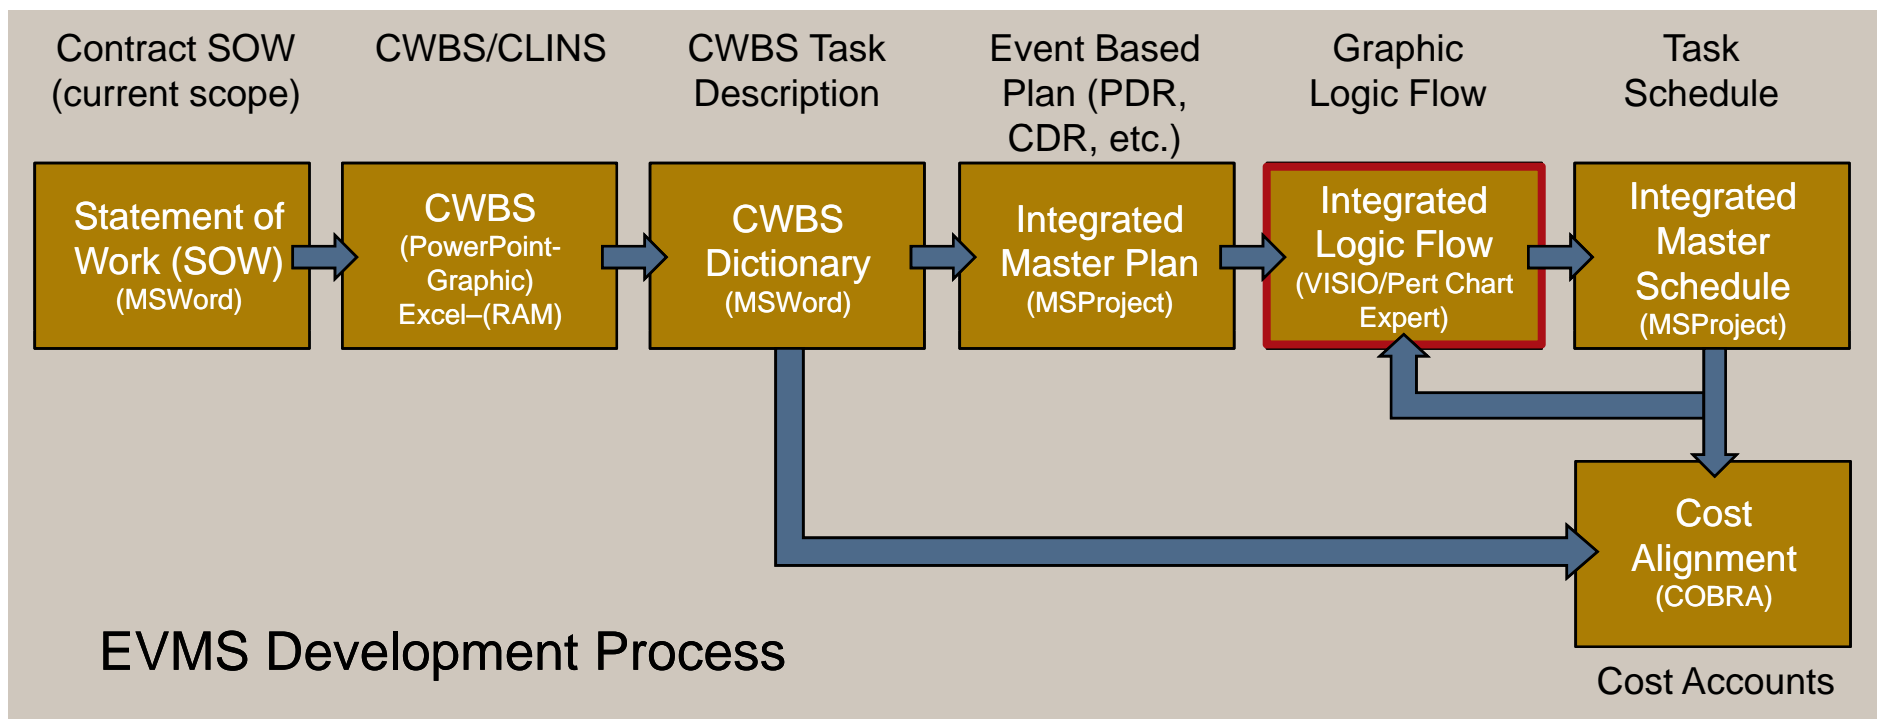 Contract SOW
(current scope)
CWBS/CLINS
CWBS Task
Description
Event Based
Plan (PDR,
CDR, etc.)
Graphic
Logic Flow
Task
Schedule
Statement of
Work (SOW)
(MSWord)
CWBS
(PowerPoint-
Graphic)
Excel–(RAM)
CWBS
Dictionary
(MSWord)
Integrated
Master Plan
(MSProject)
Integrated
Logic Flow
(VISIO/Pert Chart
Expert)
Integrated
Master
Schedule
(MSProject)
Cost
Alignment
(COBRA)
EVMS Development Process
Cost Accounts